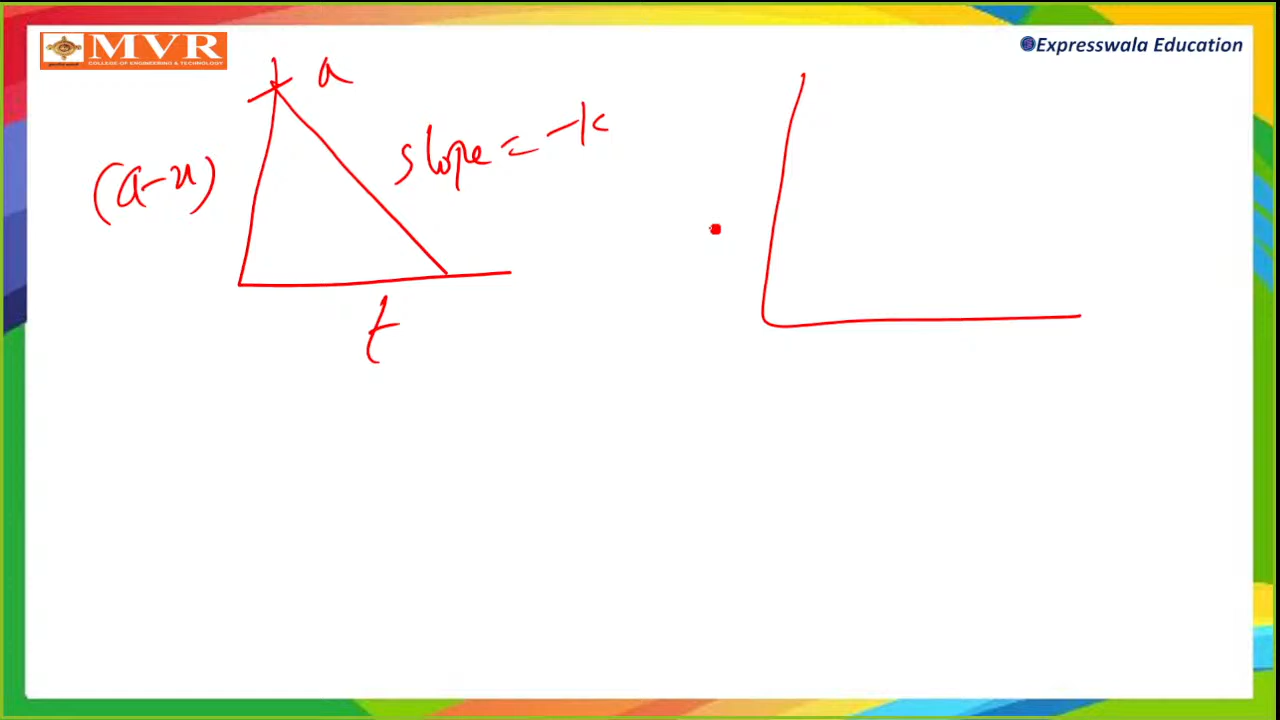 MVR
COLLEGE OF ENGINEERING & TECHNOLOGY
Expresswala Education
a
slope = -k
(a-x)
t